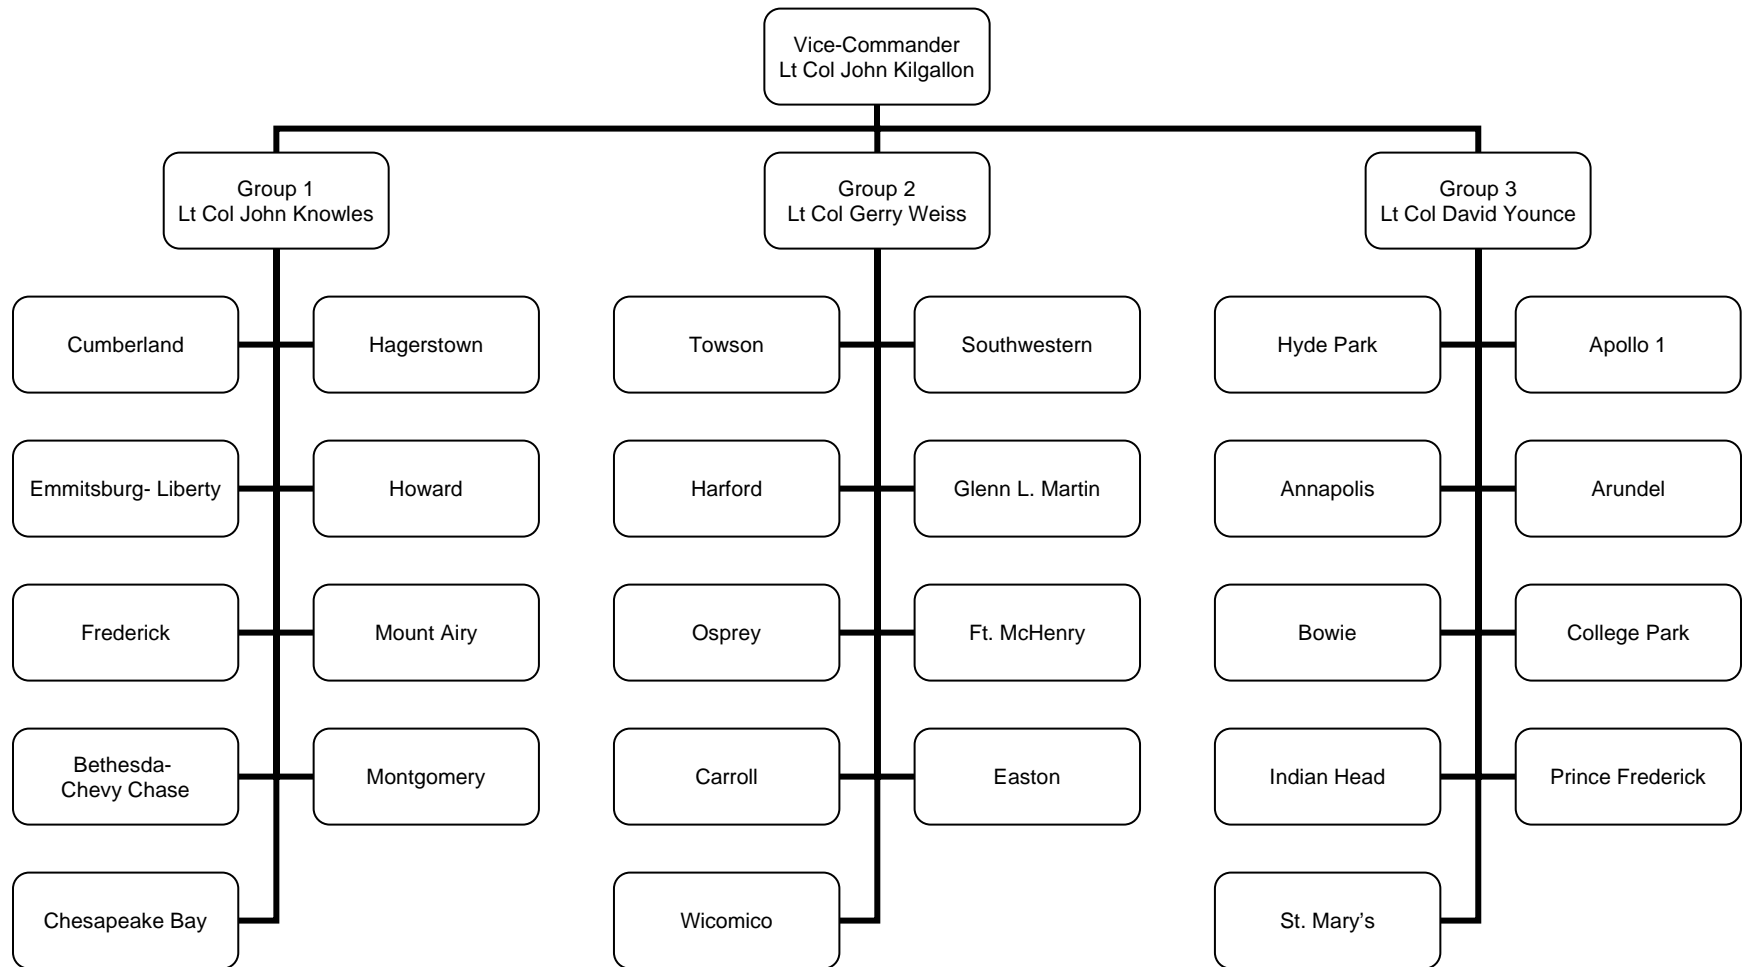 Vice-Commander
Lt Col John Kilgallon
Group 1
Lt Col John Knowles
Group 2
Lt Col Gerry Weiss
Group 3
Lt Col David Younce
Cumberland
Hagerstown
Towson
Southwestern
Hyde Park
Apollo 1
Emmitsburg- Liberty
Howard
Harford
Glenn L. Martin
Annapolis
Arundel
Frederick
Mount Airy
Osprey
Ft. McHenry
Bowie
College Park
Bethesda-
Chevy Chase
Montgomery
Carroll
Easton
Indian Head
Prince Frederick
Chesapeake Bay
Wicomico
St. Mary’s